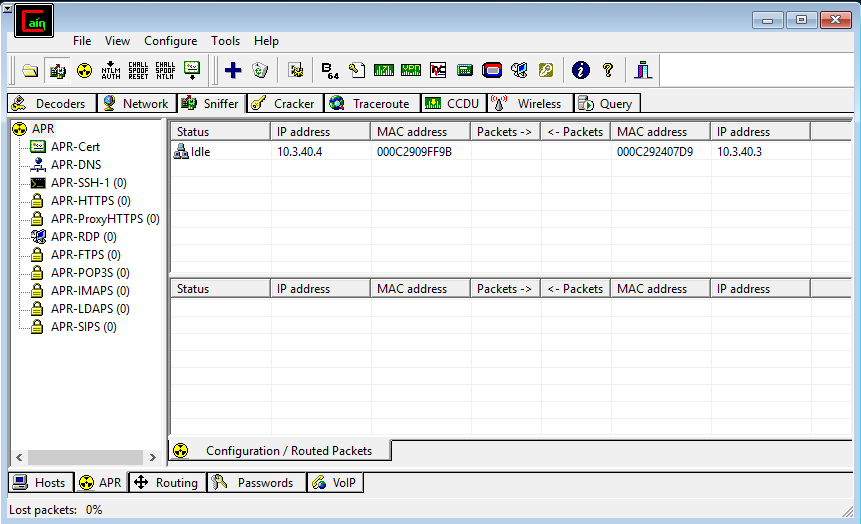 Cain
File View Configure Tools Help
NTLM AUTH CHALL SPOOF RESET CHALL SPOOF NTLM B64
Decoders Network Sniffer Cracker Traceroute CCDU Wireless Query
APR
APR-Cert
APR-DNS
APR-SSH-1 (0)
APR-HTTPS (0)
APR-ProxyHTTPS (0)
APR-RDP (0)
APR-FTPS (0)
APR-POP3S (0)
APR-IMAPS (0)
APR-LDAPS (0)
APR-SIPS (0)
Status IP address MAC address Packets -> <- Packets MAC address IP address
Idle 10.3.40.4 000C2909FF9B 000C292407D9 10.3.40.3
Status IP address MAC address Packets -> <- Packets MAC address IP address
Configuration / Routed Packets
Hosts APR Routing Passwords VoIP
Lost packets: 0%